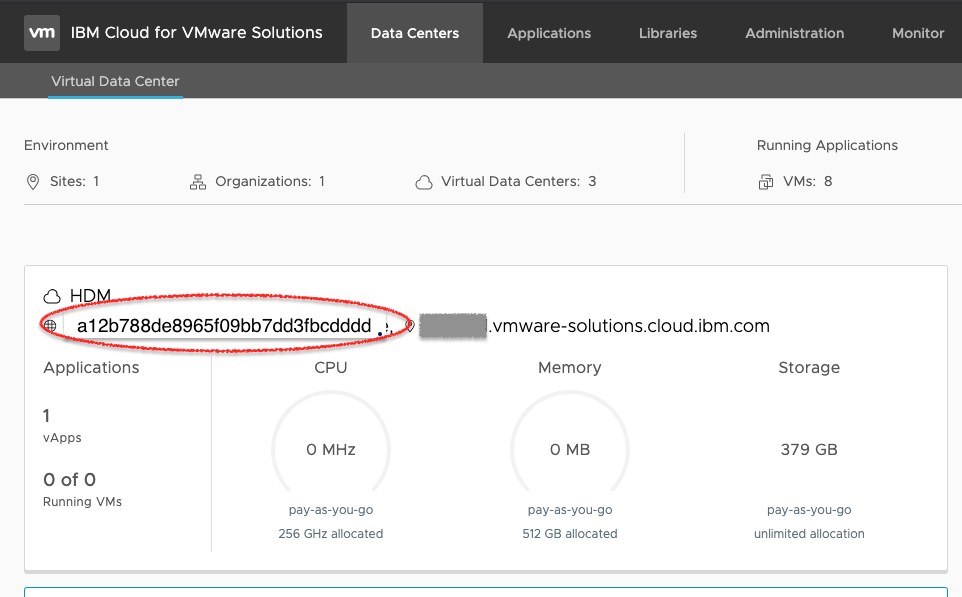 vm IBM Cloud for VMware Solutions Data Centers Applications Libraries Administration Monitor
Virtual Data Center
Environment Running Applications
Sites: 1 Organizations: 1 Virtual Data Centers: 3 VMs: 8
HDM
a12b788de8965f09bb7dd3fbcdddd .vmware-solutions.cloud.ibm.com
Applications CPU Memory Storage
1
vApps
0 MHz 0 MB 379 GB
0 of 0
Running VMs
pay-as-you-go pay-as-you-go pay-as-you-go
256 GHz allocated 512 GB allocated unlimited allocation